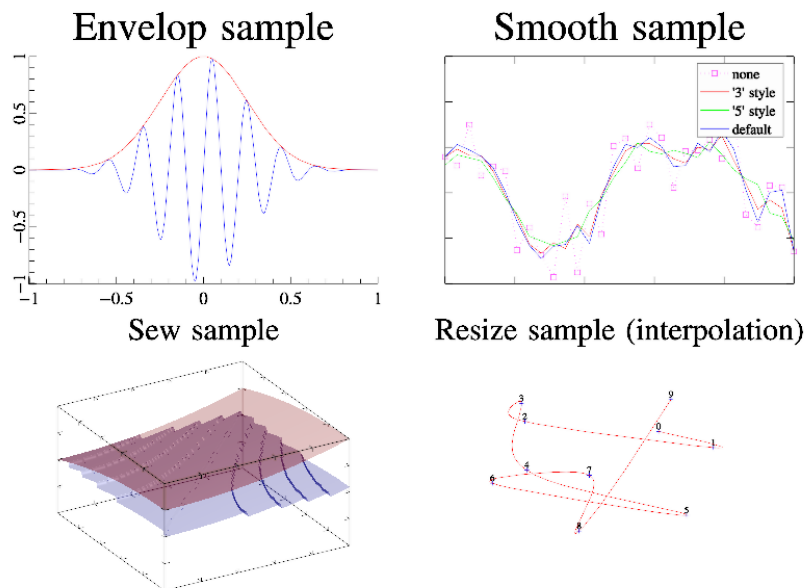 Envelop sample
Smooth sample
1
0.5
0
−0.5
−1
−1
−0.5
0
0.5
1
none
'3' style
'5' style
default
Sew sample
Resize sample (interpolation)
9
3
2
0
1
4
7
6
5
8